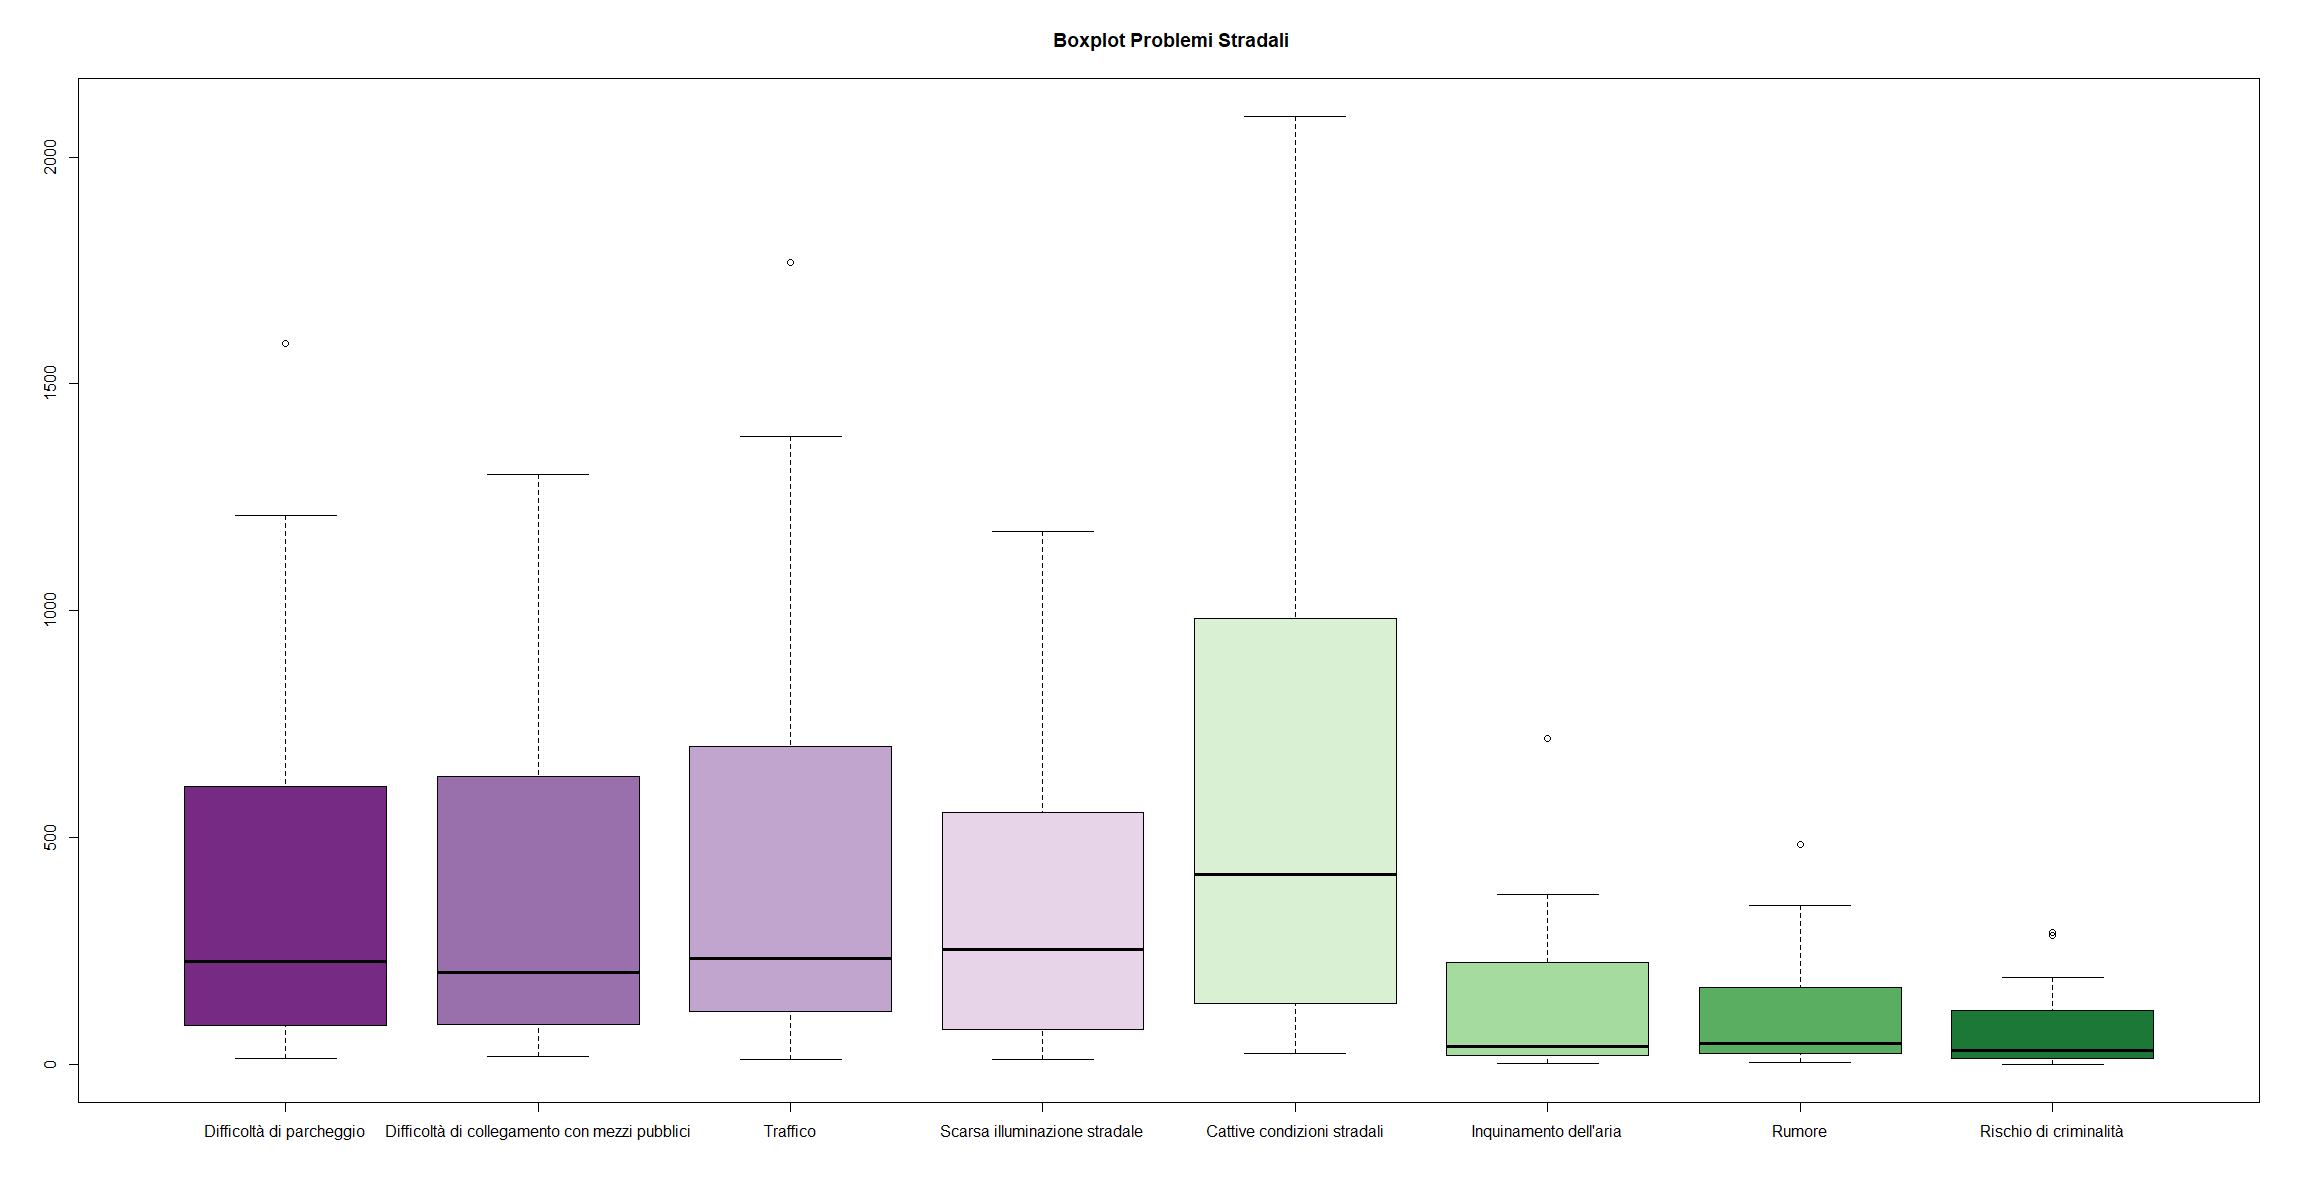 Boxplot Problemi Stradali
2000
1500
1000
500
0
Difficoltà di parcheggio
Difficoltà di collegamento con mezzi pubblici
Traffico
Scarsa illuminazione stradale
Cattive condizioni stradali
Inquinamento dell'aria
Rumore
Rischio di criminalità